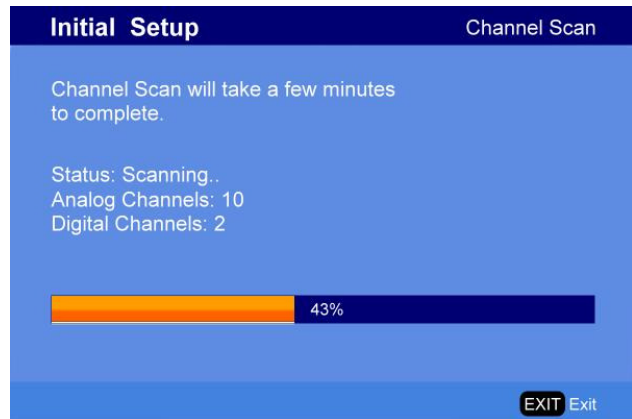 Initial Setup
Channel Scan
Channel Scan will take a few minutes
to complete.
Status: Scanning..
Analog Channels: 10
Digital Channels: 2
43%
EXIT Exit